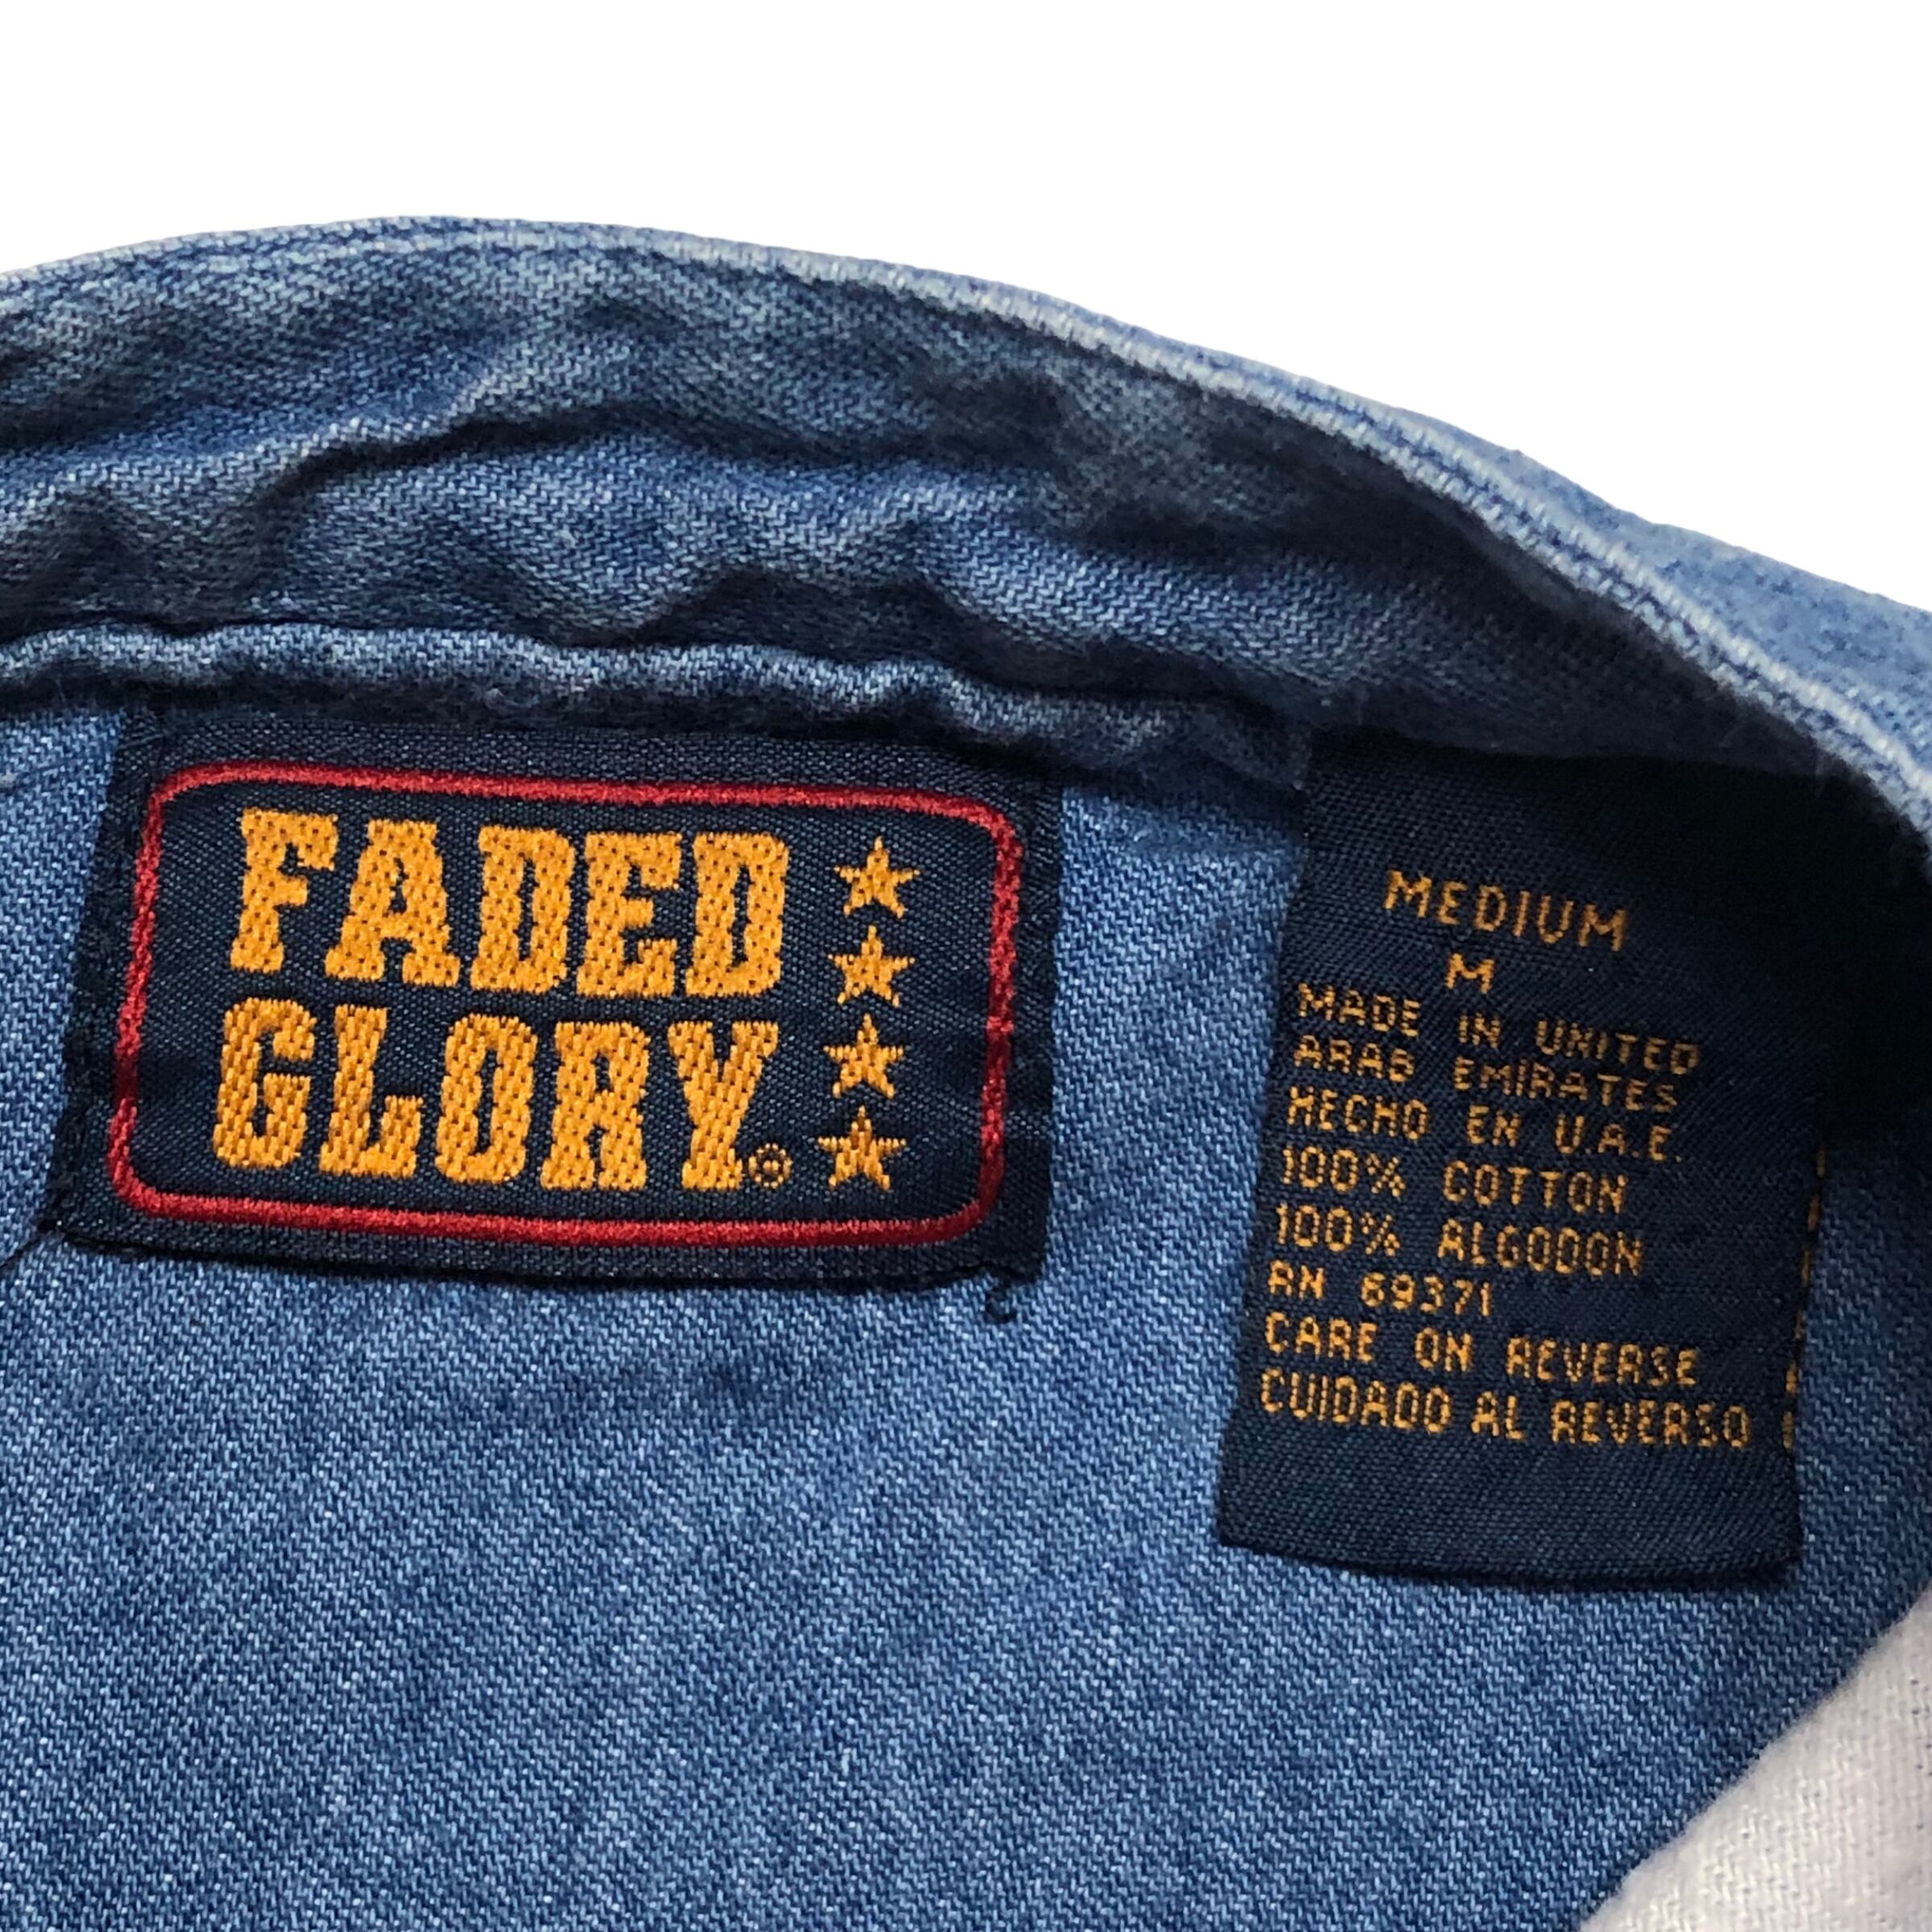 FADED
GLORY®
MEDIUM
M
MADE IN UNITED
ARAB EMIRATES
HECHO EN U.A.E.
100% COTTON
100% ALGODON
RN 69371
CARE ON REVERSE
CUIDADO AL REVERSO